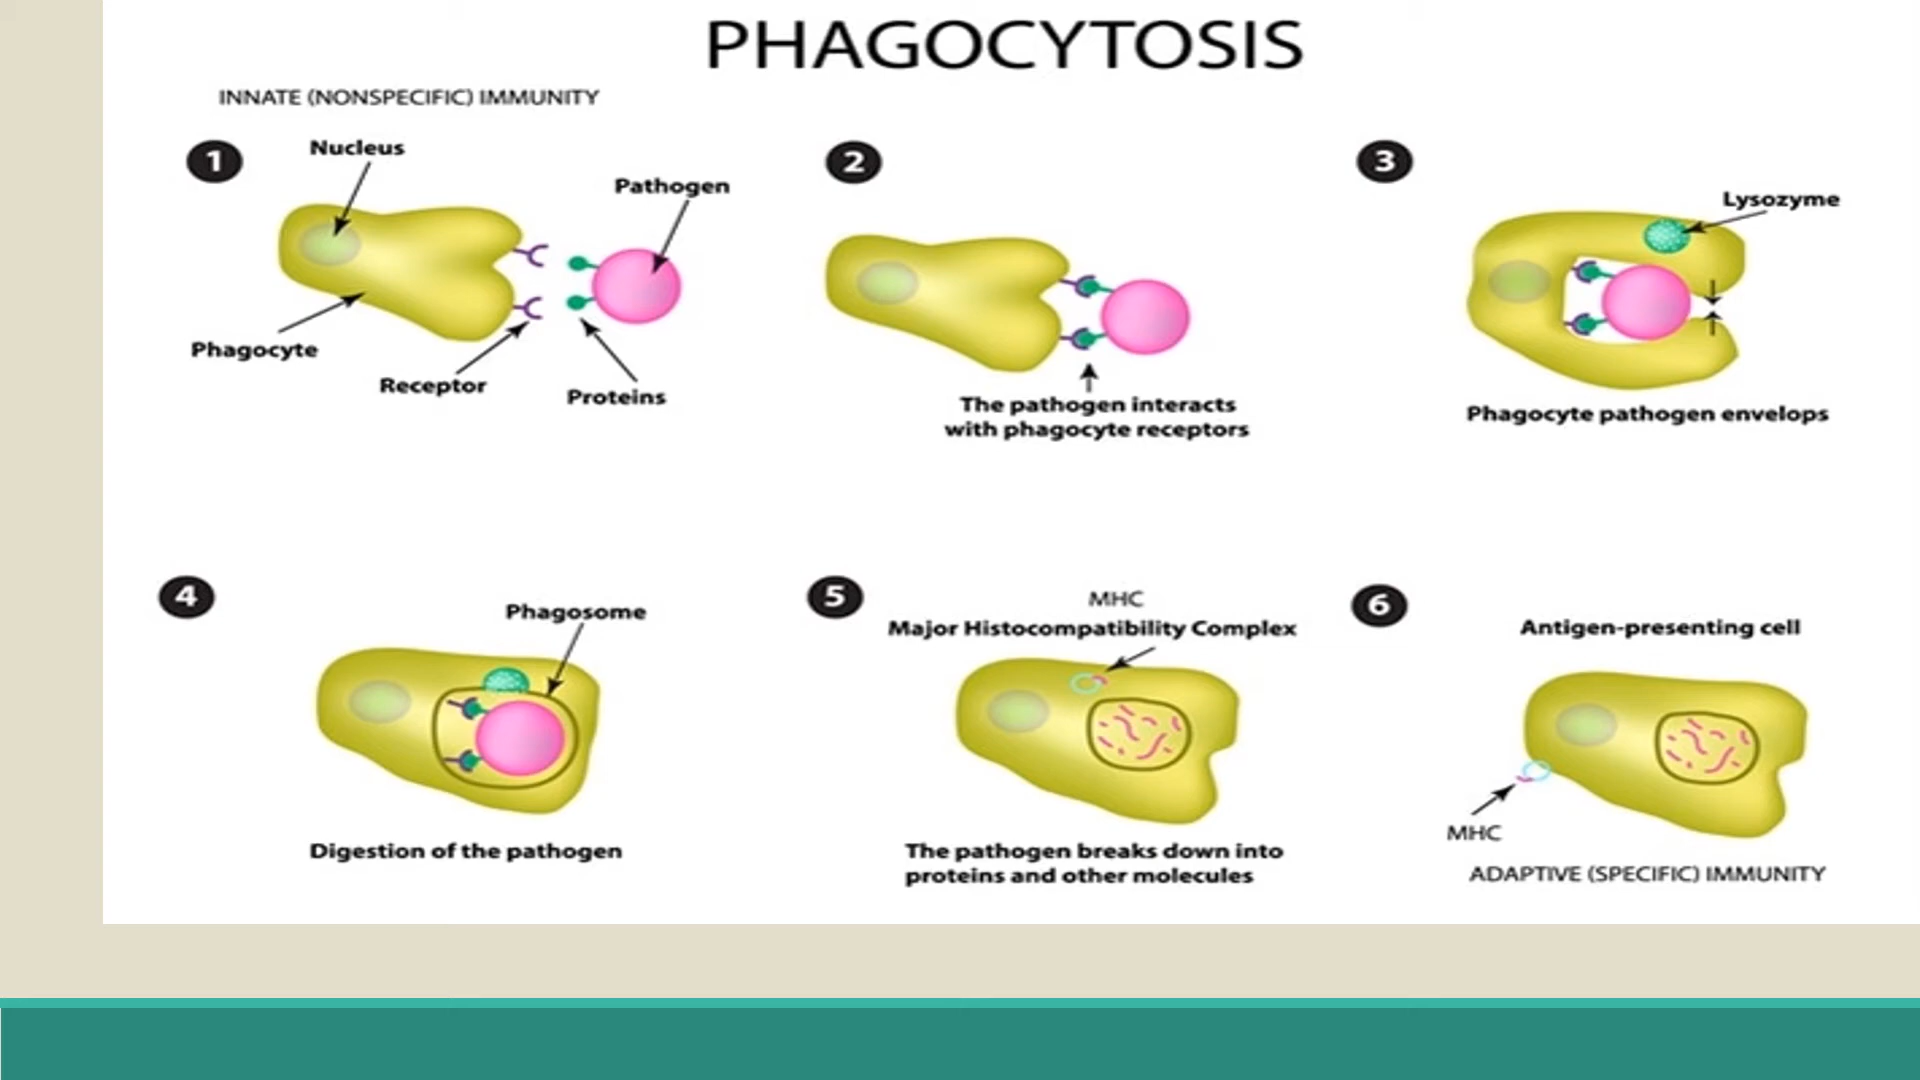 PHAGOCYTOSIS
INNATE (NONSPECIFIC) IMMUNITY
1
Nucleus
Pathogen
Phagocyte
Receptor
Proteins
2
The pathogen interacts
with phagocyte receptors
3
Lysozyme
Phagocyte pathogen envelops
4
Phagosome
Digestion of the pathogen
5
MHC
Major Histocompatibility Complex
The pathogen breaks down into
proteins and other molecules
6
Antigen-presenting cell
MHC
ADAPTIVE (SPECIFIC) IMMUNITY